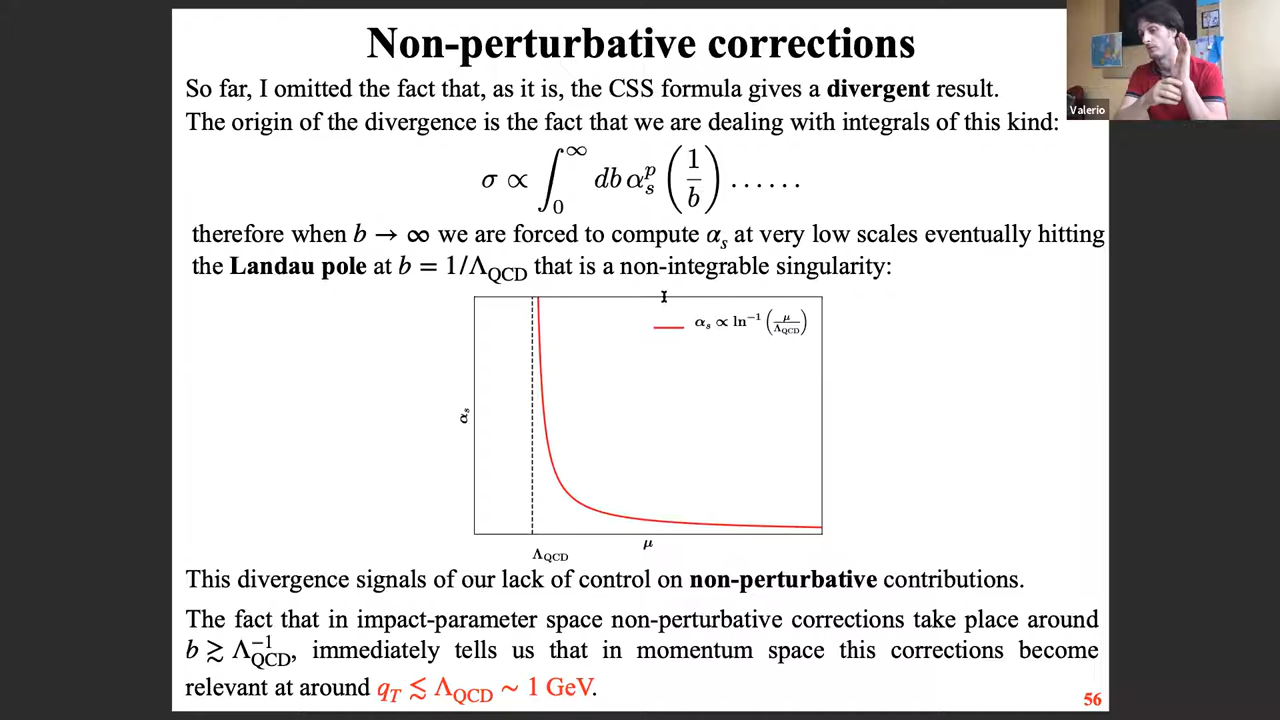 Non-perturbative corrections
So far, I omitted the fact that, as it is, the CSS formula gives a divergent result.
The origin of the divergence is the fact that we are dealing with integrals of this kind:
σ ∝ ∫₀^∞ db αₛᵖ (1/b) ……
therefore when b → ∞ we are forced to compute αₛ at very low scales eventually hitting
the Landau pole at b = 1/Λ_QCD that is a non-integrable singularity:
αₛ ∝ ln⁻¹ (μ/Λ_QCD)
αₛ
μ
Λ_QCD
This divergence signals of our lack of control on non-perturbative contributions.
The fact that in impact-parameter space non-perturbative corrections take place around
b ≳ Λ_QCD⁻¹, immediately tells us that in momentum space this corrections become
relevant at around q_T ≲ Λ_QCD ∼ 1 GeV.
56
Valerio